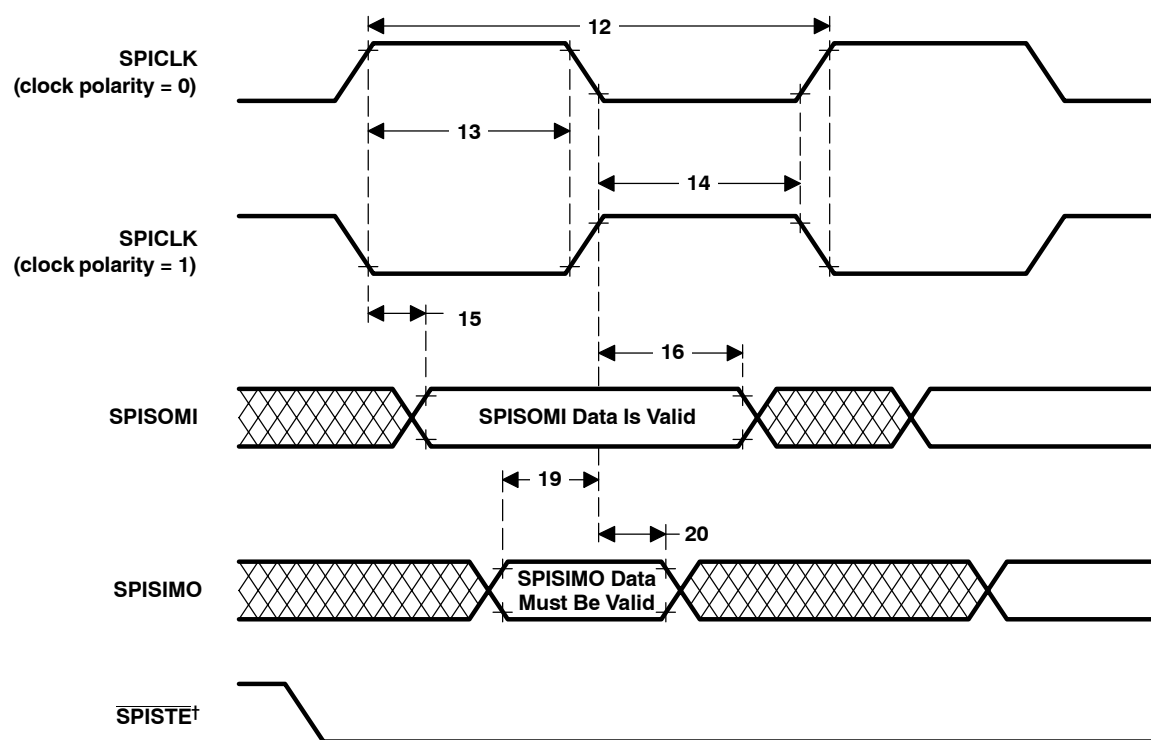 12
SPICLK
(clock polarity = 0)
13
14
SPICLK
(clock polarity = 1)
15
16
SPISOMI
SPISOMI Data Is Valid
19
20
SPISIMO
SPISIMO Data
Must Be Valid
SPISTE†